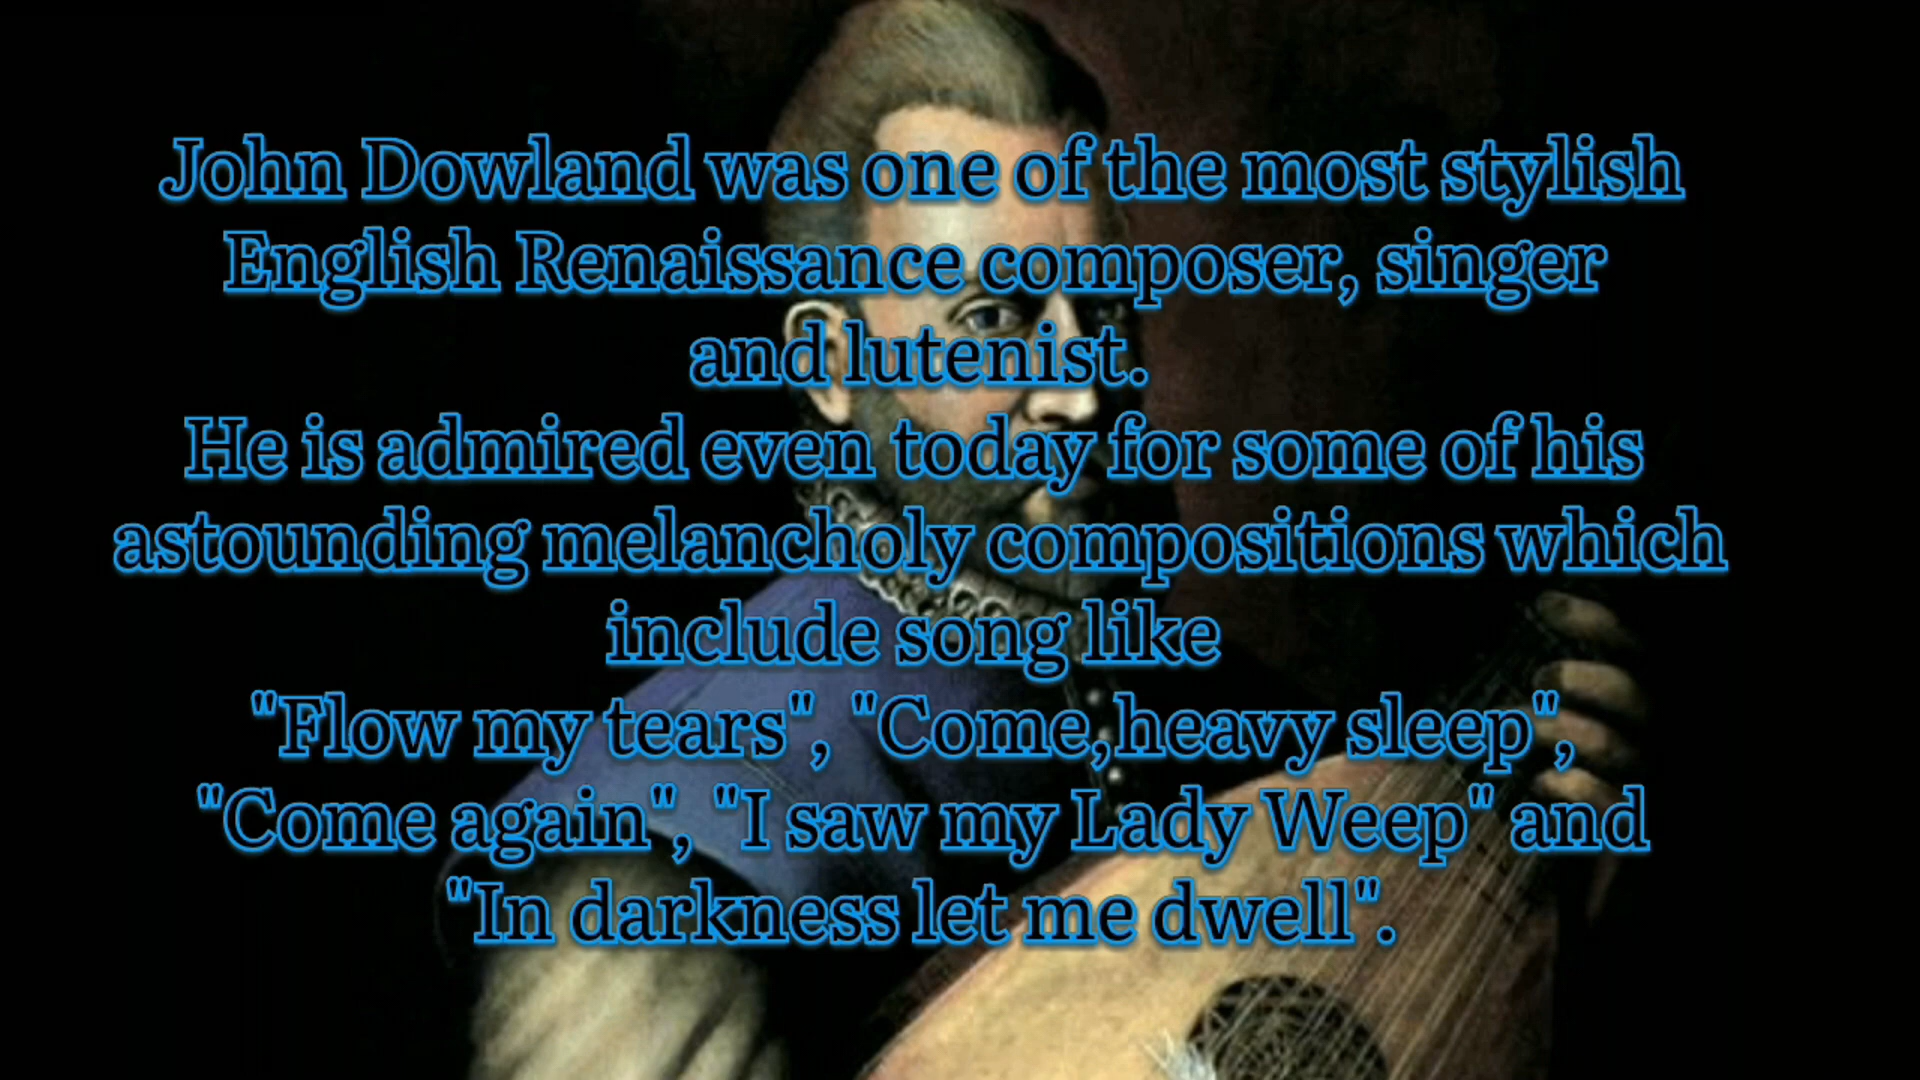 John Dowland was one of the most stylish
English Renaissance composer, singer
and lutenist.
He is admired even today for some of his
astounding melancholy compositions which
include song like
"Flow my tears", "Come,heavy sleep",
"Come again", "I saw my Lady Weep" and
"In darkness let me dwell".